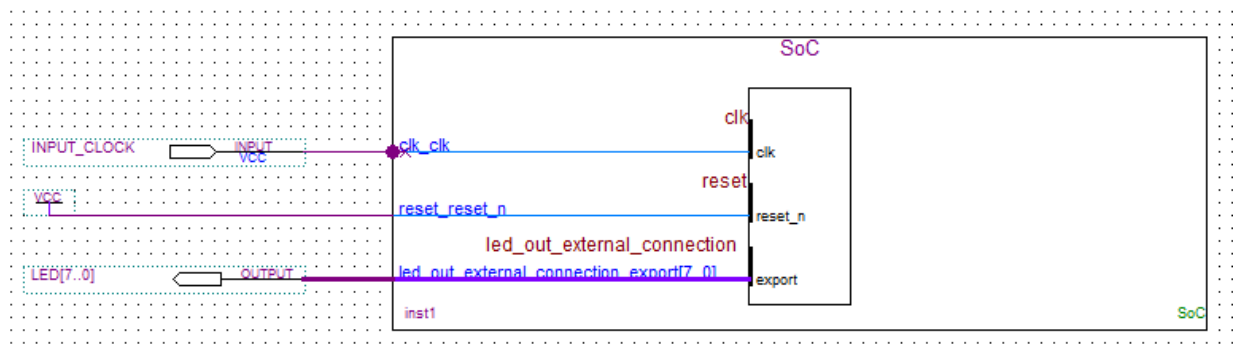 SoC
clk
INPUT_CLOCK
INPUT
VCC
clk_clk
clk
reset
VCC
reset_reset_n
reset_n
led_out_external_connection
LED[7..0]
OUTPUT
led_out_external_connection_export[7..0]
export
inst1
SoC